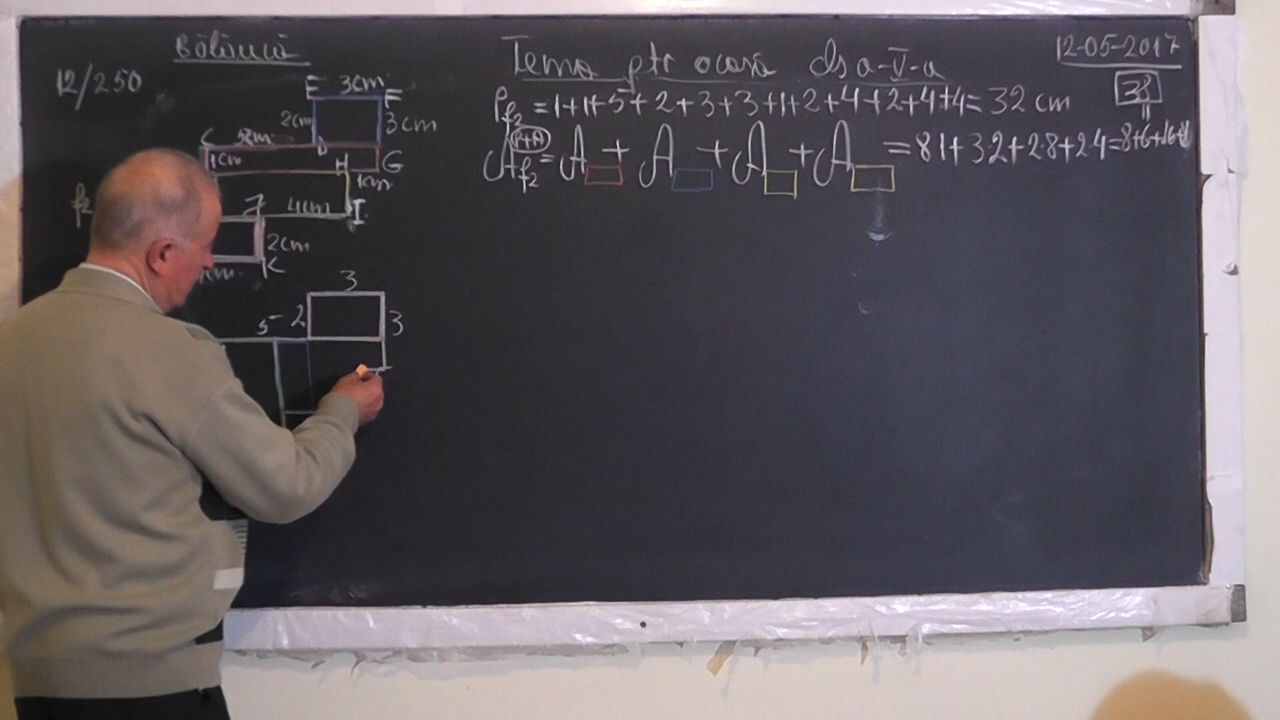 12-05-2017
Tema ptr acasă cls a-V-a
12/250
E 3cm F
2cm 3cm
C 5cm D
1cm H G
1cm
f2
J 4cm I
2cm
K
3
5 2 3
38
Pf2 = 1+1+5+2+3+3+1+2+4+2+4+4 = 32 cm
Af2 = A + A + A + A = 8·1+3·2+2·8+2·4=8+6+16+8